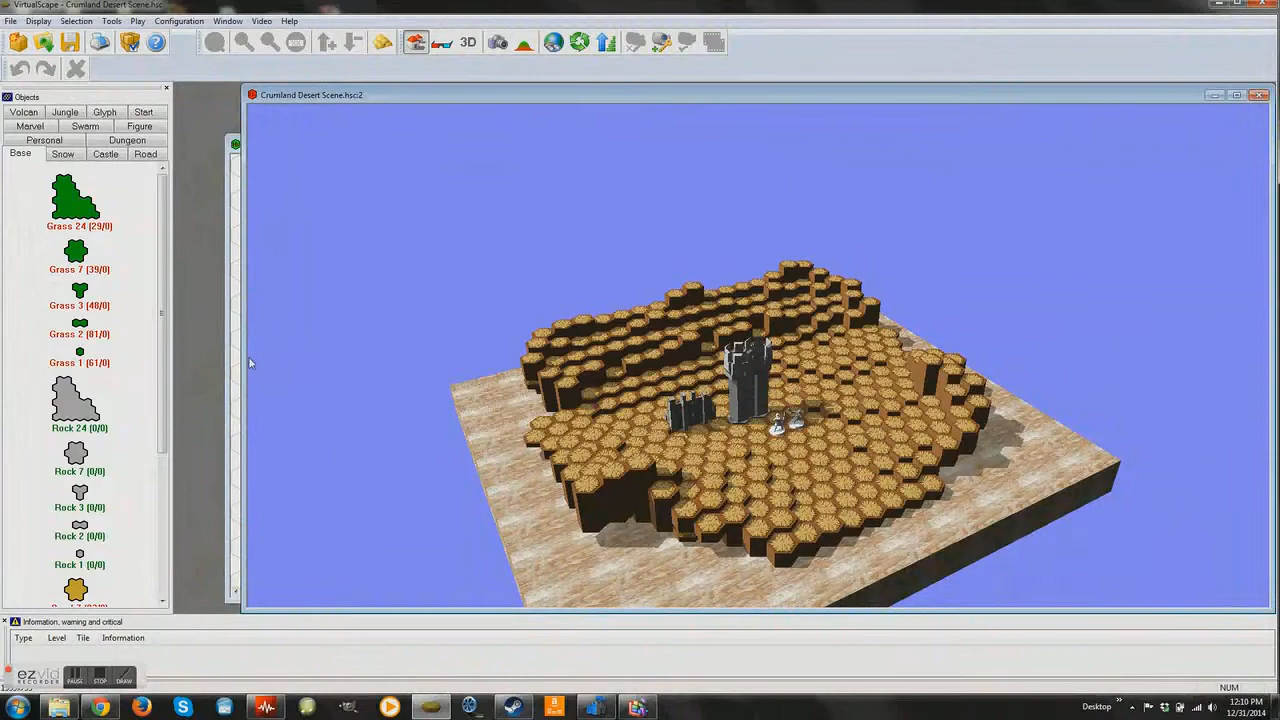 VirtualScape - Crumland Desert Scene.hsc
File Display Selection Tools Play Configuration Window Video Help
3D
Objects
Crumland Desert Scene.hsc:2
Volcan Jungle Glyph Start
Marvel Swarm Figure
Personal Dungeon
Base Snow Castle Road
Grass 24 (29/0)
Grass 7 (39/0)
Grass 3 (48/0)
Grass 2 (81/0)
Grass 1 (61/0)
Rock 24 (0/0)
Rock 7 (0/0)
Rock 3 (0/0)
Rock 2 (0/0)
Rock 1 (0/0)
Information, warning and critical
Type Level Tile Information
ezvid
RECORDER
PAUSE STOP DRAW
NUM
Desktop
12:10 PM
12/31/2014